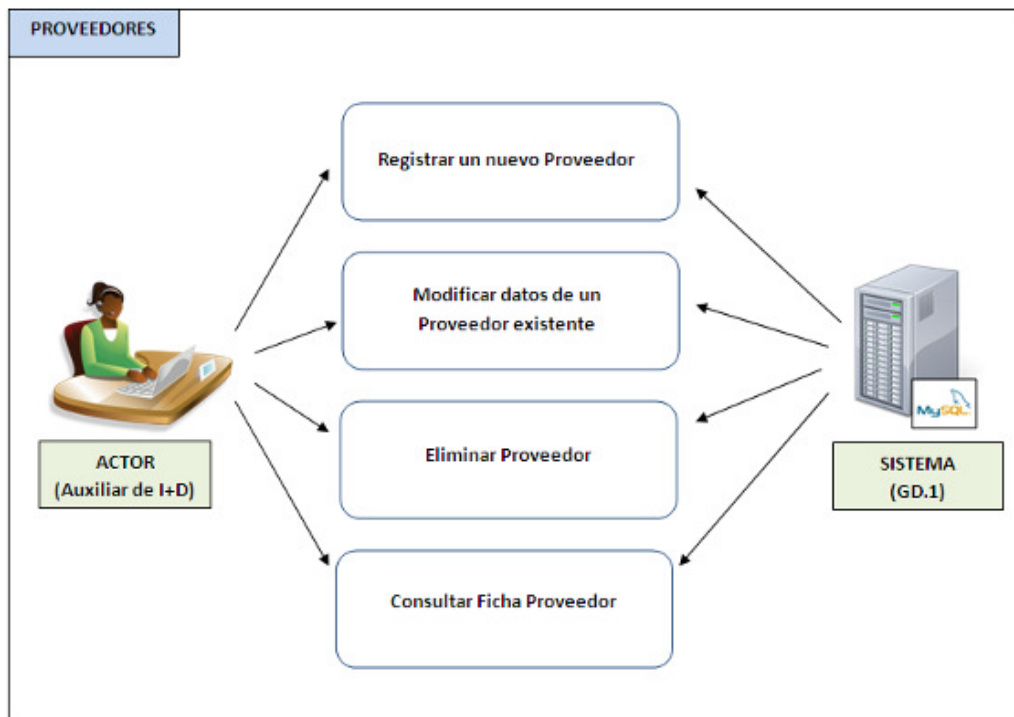 PROVEEDORES
Registrar un nuevo Proveedor
Modificar datos de un
Proveedor existente
Eliminar Proveedor
Consultar Ficha Proveedor
ACTOR
(Auxiliar de I+D)
MySQL
SISTEMA
(GD.1)